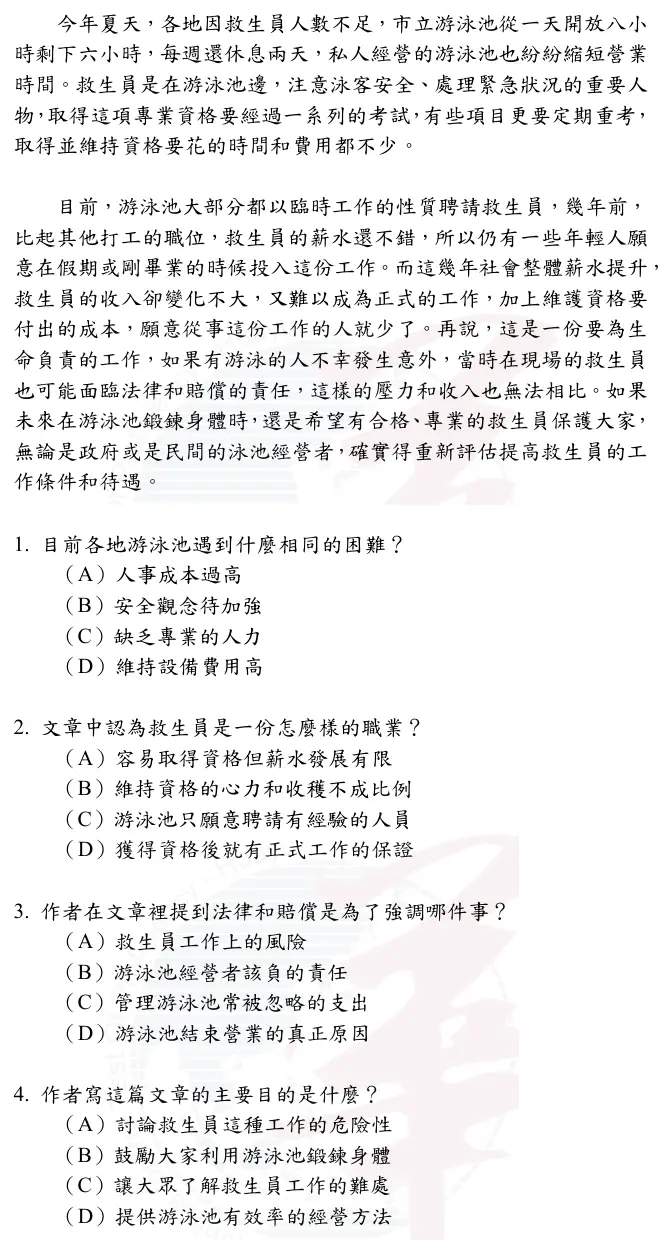 今年夏天，各地因救生員人數不足，市立游泳池從一天開放八小
時剩下六小時，每週還休息兩天，私人經營的游泳池也紛紛縮短營業
時間。救生員是在游泳池邊，注意泳客安全、處理緊急狀況的重要人
物，取得這項專業資格要經過一系列的考試，有些項目更要定期重考，
取得並維持資格要花的時間和費用都不少。
目前，游泳池大部分都以臨時工作的性質聘請救生員，幾年前，
比起其他打工的職位，救生員的薪水還不錯，所以仍有一些年輕人願
意在假期或剛畢業的時候投入這份工作。而這幾年社會整體薪水提升，
救生員的收入卻變化不大，又難以成為正式的工作，加上維護資格要
付出的成本，願意從事這份工作的人就少了。再說，這是一份要為生
命負責的工作，如果有游泳的人不幸發生意外，當時在現場的救生員
也可能面臨法律和賠償的責任，這樣的壓力和收入也無法相比。如果
未來在游泳池鍛鍊身體時，還是希望有合格、專業的救生員保護大家，
無論是政府或是民間的泳池經營者，確實得重新評估提高救生員的工
作條件和待遇。
1. 目前各地游泳池遇到什麼相同的困難？
（A）人事成本過高
（B）安全觀念待加強
（C）缺乏專業的人力
（D）維持設備費用高
2. 文章中認為救生員是一份怎麼樣的職業？
（A）容易取得資格但薪水發展有限
（B）維持資格的心力和收穫不成比例
（C）游泳池只願意聘請有經驗的人員
（D）獲得資格後就有正式工作的保證
3. 作者在文章裡提到法律和賠償是為了強調哪件事？
（A）救生員工作上的風險
（B）游泳池經營者該負的責任
（C）管理游泳池常被忽略的支出
（D）游泳池結束營業的真正原因
4. 作者寫這篇文章的主要目的是什麼？
（A）討論救生員這種工作的危險性
（B）鼓勵大家利用游泳池鍛鍊身體
（C）讓大眾了解救生員工作的難處
（D）提供游泳池有效率的經營方法